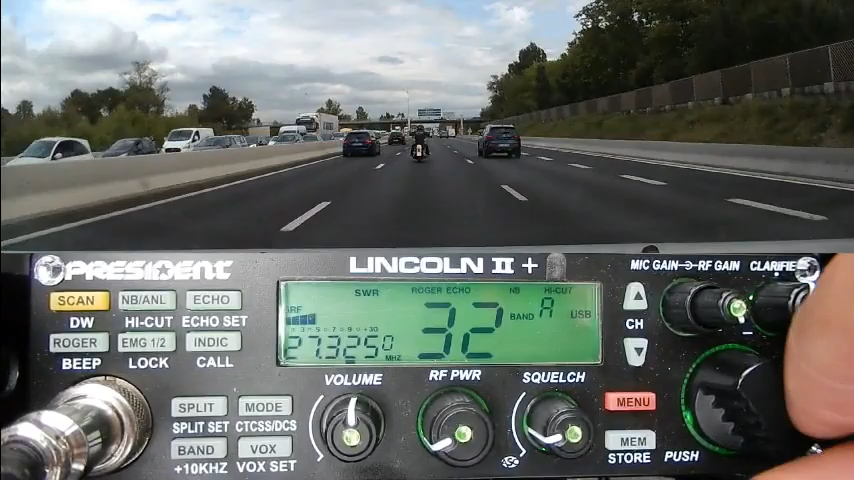 PRESIDENT
LINCOLN II +
MIC GAIN RF GAIN CLARIFIE
SCAN NB/ANL ECHO
DW HI-CUT ECHO SET
ROGER EMG 1/2 INDIC
BEEP LOCK CALL
SWR ROGER ECHO NB HI-CUT
32 BAND A USB
27.3250 MHZ
CH
VOLUME RF PWR SQUELCH
SPLIT MODE
SPLIT SET CTCSS/DCS
BAND VOX
+10KHZ VOX SET
MENU
MEM
STORE PUSH